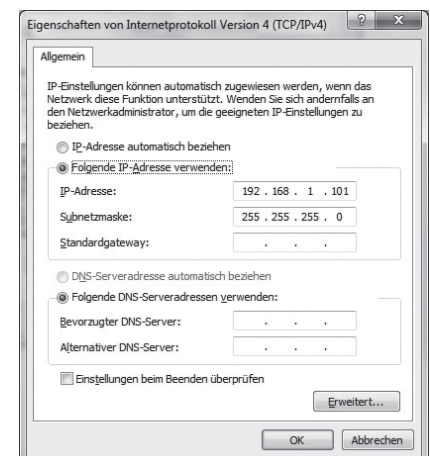 Eigenschaften von Internetprotokoll Version 4 (TCP/IPv4)
Allgemein
IP-Einstellungen können automatisch zugewiesen werden, wenn das
Netzwerk diese Funktion unterstützt. Wenden Sie sich andernfalls an
den Netzwerkadministrator, um die geeigneten IP-Einstellungen zu
beziehen.
IP-Adresse automatisch beziehen
Folgende IP-Adresse verwenden:
IP-Adresse: 192 . 168 . 1 . 101
Subnetzmaske: 255 . 255 . 255 . 0
Standardgateway: . . .
DNS-Serveradresse automatisch beziehen
Folgende DNS-Serveradressen verwenden:
Bevorzugter DNS-Server: . . .
Alternativer DNS-Server: . . .
Einstellungen beim Beenden überprüfen
Erweitert...
OK Abbrechen